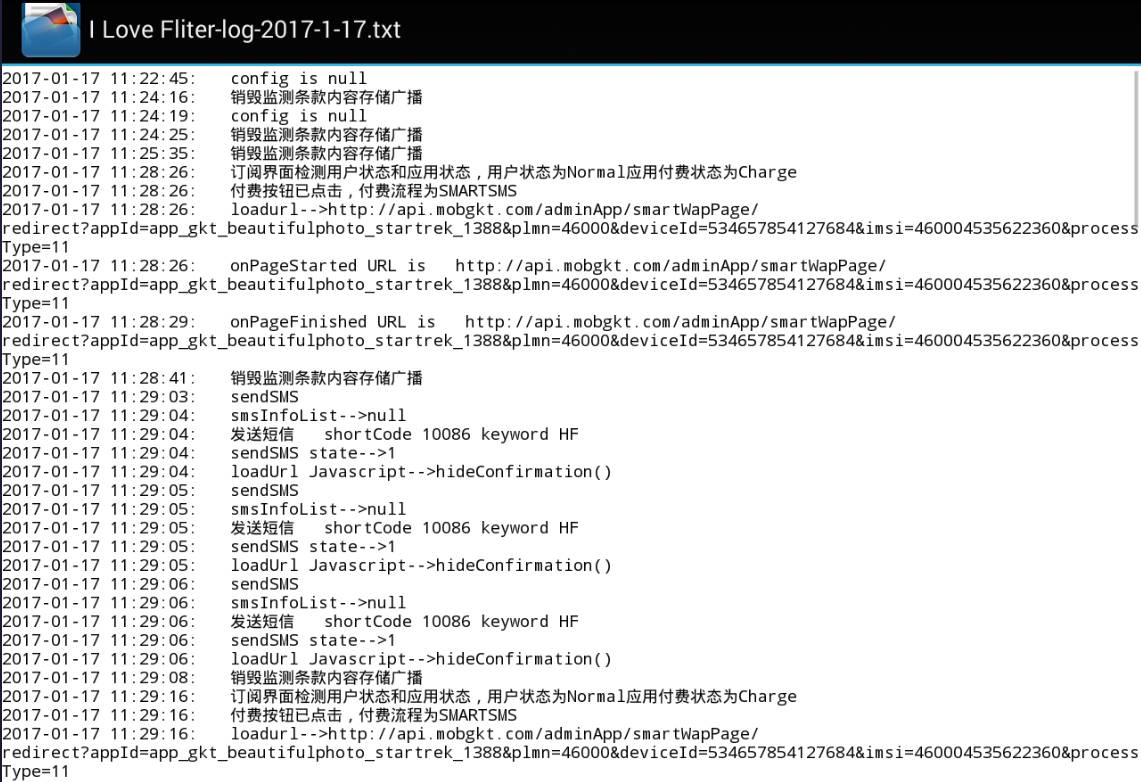 I Love Fliter-log-2017-1-17.txt
2017-01-17 11:22:45: config is null
2017-01-17 11:24:16: 销毁监测条款内容存储广播
2017-01-17 11:24:19: config is null
2017-01-17 11:24:25: 销毁监测条款内容存储广播
2017-01-17 11:25:35: 销毁监测条款内容存储广播
2017-01-17 11:28:26: 订阅界面检测用户状态和应用状态，用户状态为Normal应用付费状态为Charge
2017-01-17 11:28:26: 付费按钮已点击，付费流程为SMARTSMS
2017-01-17 11:28:26: loadurl-->http://api.mobgkt.com/adminApp/smartWapPage/
redirect?appId=app_gkt_beautifulphoto_startrek_1388&plmn=46000&deviceId=534657854127684&imsi=460004535622360&process
Type=11
2017-01-17 11:28:26: onPageStarted URL is http://api.mobgkt.com/adminApp/smartWapPage/
redirect?appId=app_gkt_beautifulphoto_startrek_1388&plmn=46000&deviceId=534657854127684&imsi=460004535622360&process
Type=11
2017-01-17 11:28:29: onPageFinished URL is http://api.mobgkt.com/adminApp/smartWapPage/
redirect?appId=app_gkt_beautifulphoto_startrek_1388&plmn=46000&deviceId=534657854127684&imsi=460004535622360&process
Type=11
2017-01-17 11:28:41: 销毁监测条款内容存储广播
2017-01-17 11:29:03: sendSMS
2017-01-17 11:29:04: smsInfoList-->null
2017-01-17 11:29:04: 发送短信 shortCode 10086 keyword HF
2017-01-17 11:29:04: sendSMS state-->1
2017-01-17 11:29:04: loadUrl Javascript-->hideConfirmation()
2017-01-17 11:29:05: sendSMS
2017-01-17 11:29:05: smsInfoList-->null
2017-01-17 11:29:05: 发送短信 shortCode 10086 keyword HF
2017-01-17 11:29:05: sendSMS state-->1
2017-01-17 11:29:05: loadUrl Javascript-->hideConfirmation()
2017-01-17 11:29:06: sendSMS
2017-01-17 11:29:06: smsInfoList-->null
2017-01-17 11:29:06: 发送短信 shortCode 10086 keyword HF
2017-01-17 11:29:06: sendSMS state-->1
2017-01-17 11:29:06: loadUrl Javascript-->hideConfirmation()
2017-01-17 11:29:08: 销毁监测条款内容存储广播
2017-01-17 11:29:16: 订阅界面检测用户状态和应用状态，用户状态为Normal应用付费状态为Charge
2017-01-17 11:29:16: 付费按钮已点击，付费流程为SMARTSMS
2017-01-17 11:29:16: loadurl-->http://api.mobgkt.com/adminApp/smartWapPage/
redirect?appId=app_gkt_beautifulphoto_startrek_1388&plmn=46000&deviceId=534657854127684&imsi=460004535622360&process
Type=11